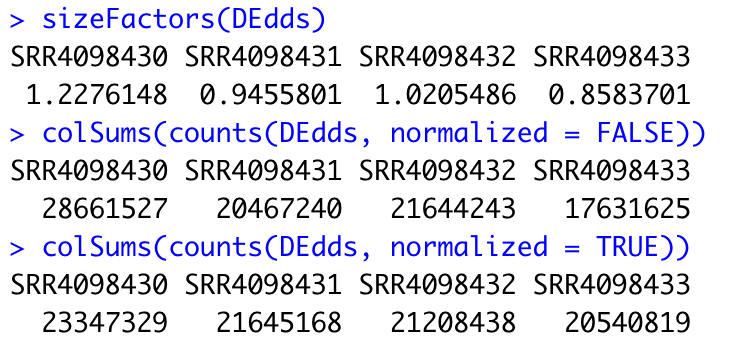 > sizeFactors(DEdds)
SRR4098430 SRR4098431 SRR4098432 SRR4098433
 1.2276148  0.9455801  1.0205486  0.8583701
> colSums(counts(DEdds, normalized = FALSE))
SRR4098430 SRR4098431 SRR4098432 SRR4098433
  28661527   20467240   21644243   17631625
> colSums(counts(DEdds, normalized = TRUE))
SRR4098430 SRR4098431 SRR4098432 SRR4098433
  23347329   21645168   21208438   20540819